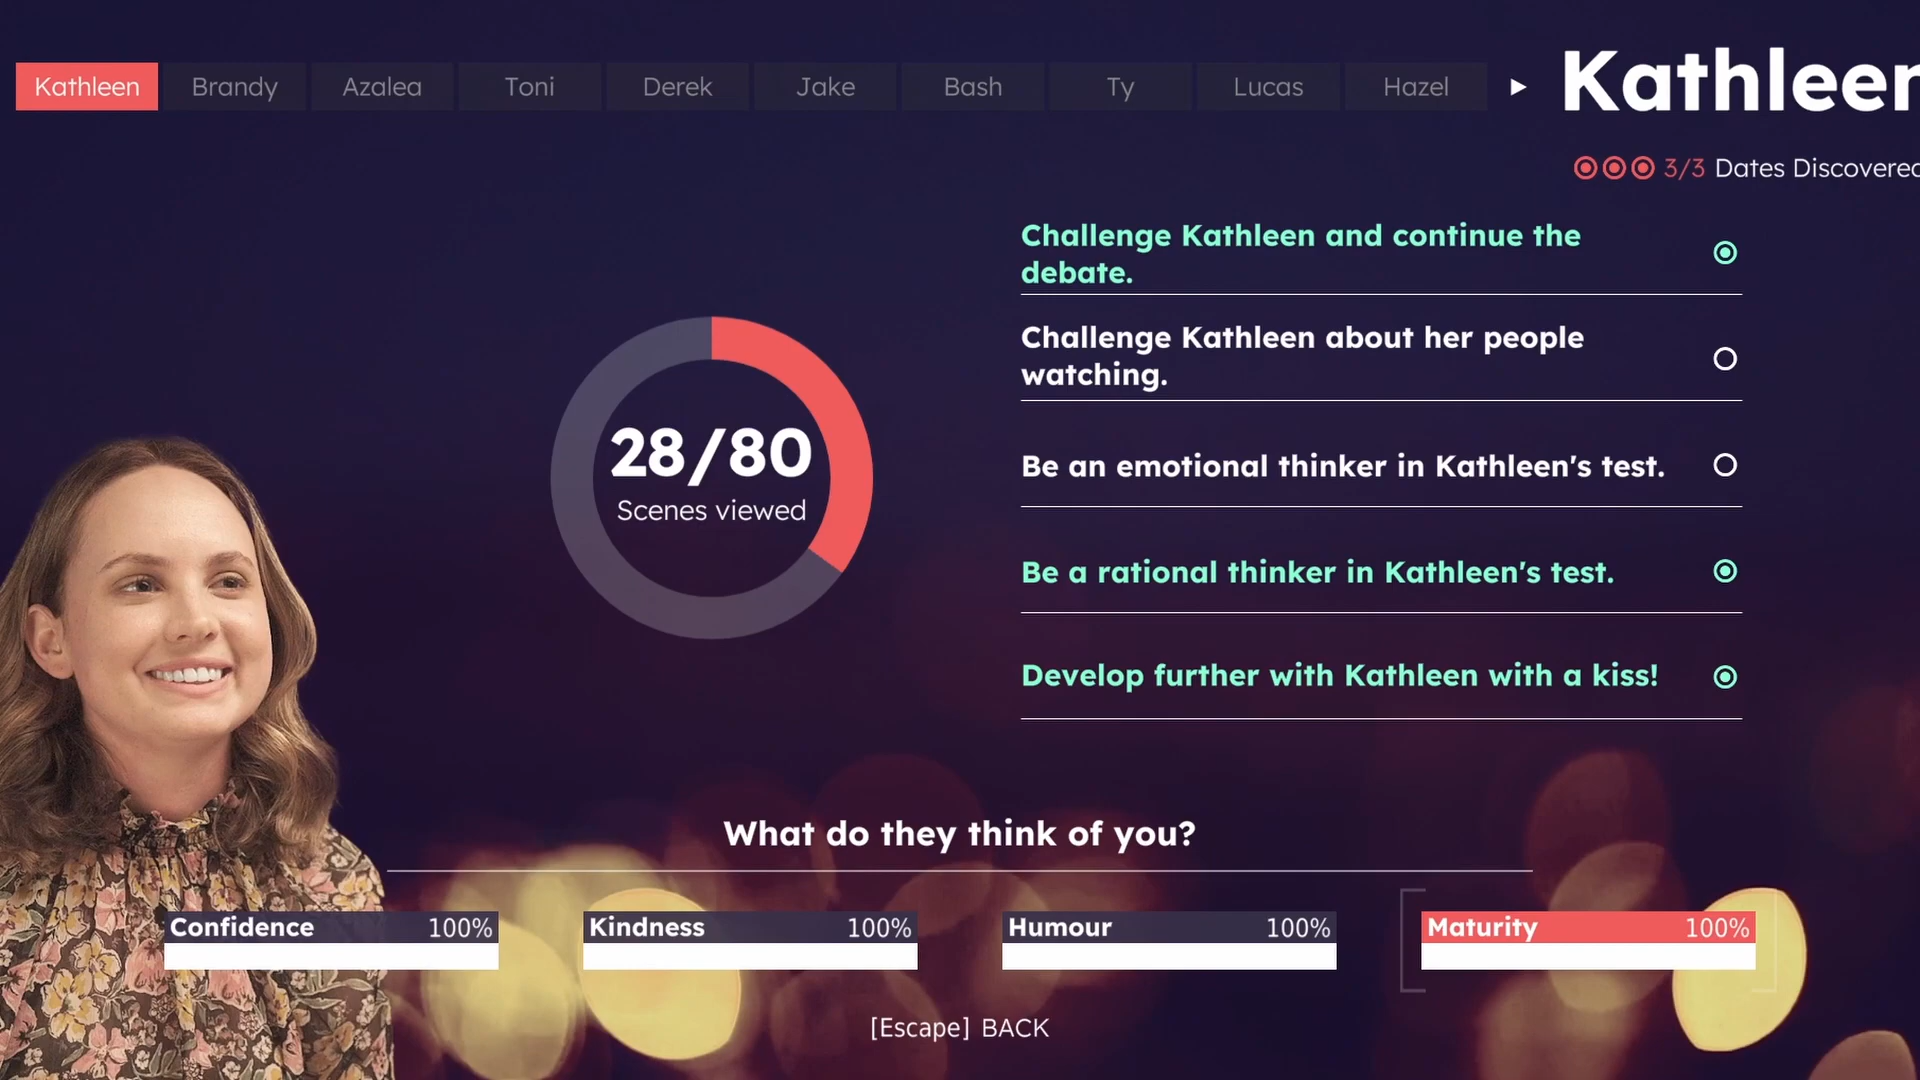 Kathleen Brandy Azalea Toni Derek Jake Bash Ty Lucas Hazel
Kathleen
3/3 Dates Discovered
Challenge Kathleen and continue the
debate.
Challenge Kathleen about her people
watching.
Be an emotional thinker in Kathleen's test.
Be a rational thinker in Kathleen's test.
Develop further with Kathleen with a kiss!
28/80
Scenes viewed
What do they think of you?
Confidence 100%
Kindness 100%
Humour 100%
Maturity 100%
[Escape] BACK